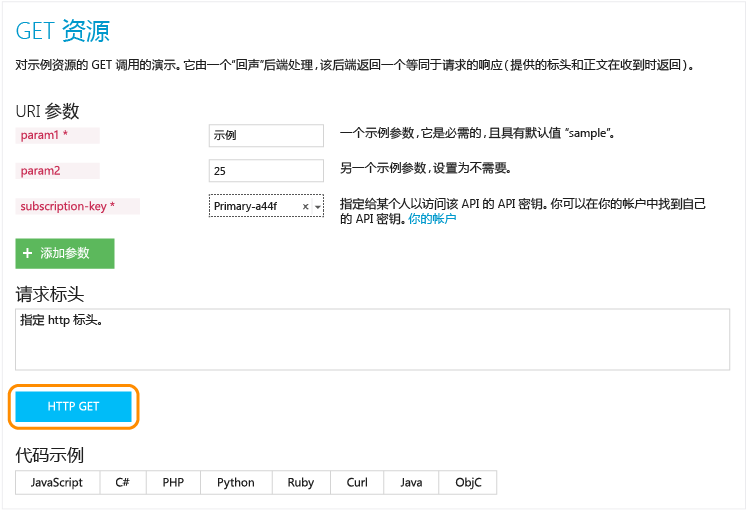 GET 资源
对示例资源的 GET 调用的演示。它由一个“回声”后端处理，该后端返回一个等同于请求的响应（提供的标头和正文在收到时返回）。
URI 参数
param1 * 示例 一个示例参数，它是必需的，且具有默认值 “sample”。
param2 25 另一个示例参数，设置为不需要。
subscription-key * Primary-a44f x 指定给某个人以访问该 API 的 API 密钥。你可以在你的帐户中找到自己
的 API 密钥。你的帐户
+ 添加参数
请求标头
指定 http 标头。
HTTP GET
代码示例
JavaScript C# PHP Python Ruby Curl Java ObjC